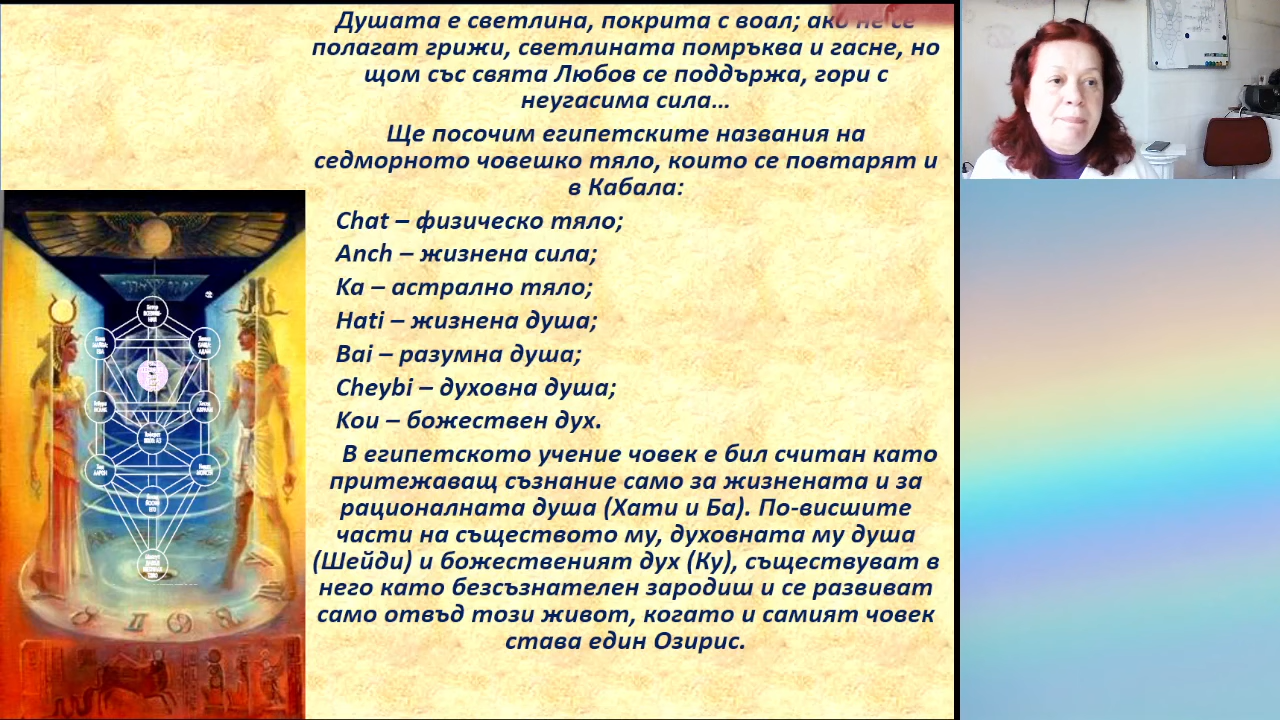 Душата е светлина, покрита с воал; ако не се
полагат грижи, светлината помръква и гасне, но
щом със свята Любов се поддържа, гори с
неугасима сила...
Ще посочим египетските названия на
седморното човешко тяло, които се повтарят и
в Кабала:
Chat – физическо тяло;
Anch – жизнена сила;
Ka – астрално тяло;
Hati – жизнена душа;
Bai – разумна душа;
Cheybi – духовна душа;
Kou – божествен дух.
В египетското учение човек е бил считан като
притежаващ съзнание само за жизнената и за
рационалната душа (Хати и Ба). По-висшите
части на съществото му, духовната му душа
(Шейди) и божественият дух (Ку), съществуват в
него като безсъзнателен зародиш и се развиват
само отвъд този живот, когато и самият човек
става един Озирис.